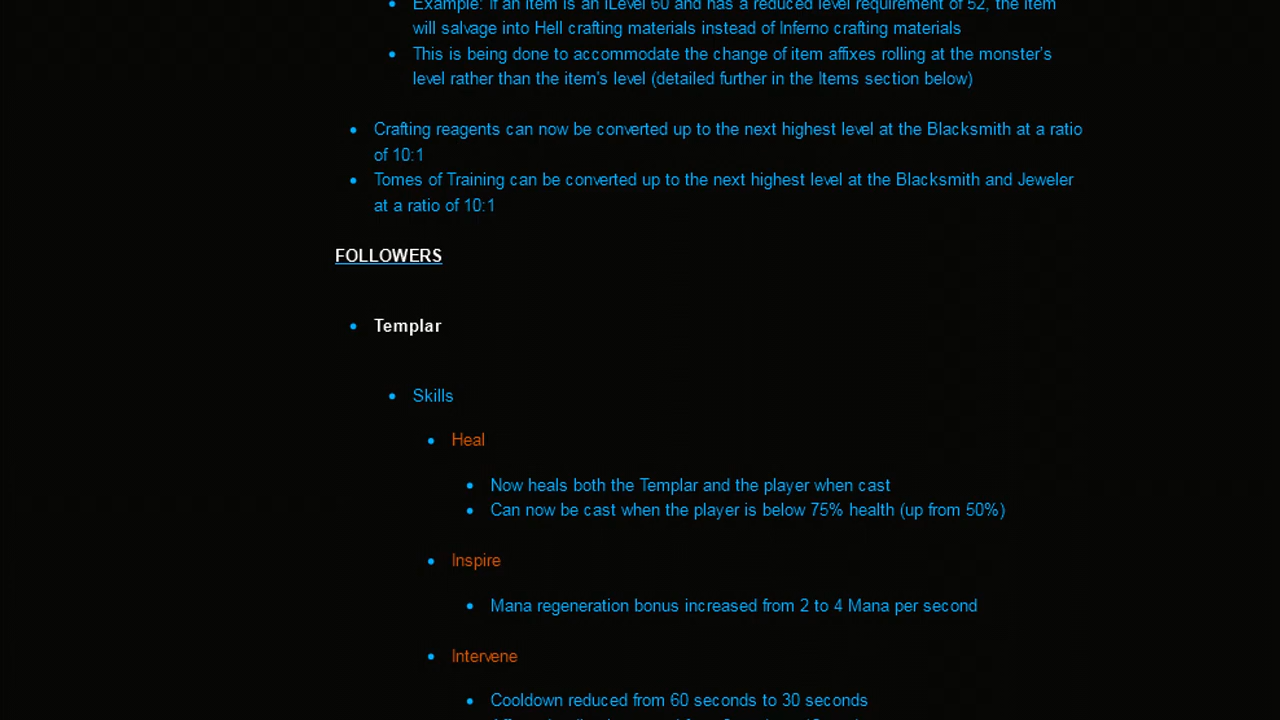 Example: If an item is an iLevel 60 and has a reduced level requirement of 52, the item
will salvage into Hell crafting materials instead of Inferno crafting materials
This is being done to accommodate the change of item affixes rolling at the monster's
level rather than the item's level (detailed further in the Items section below)
Crafting reagents can now be converted up to the next highest level at the Blacksmith at a ratio
of 10:1
Tomes of Training can be converted up to the next highest level at the Blacksmith and Jeweler
at a ratio of 10:1
FOLLOWERS
Templar
Skills
Heal
Now heals both the Templar and the player when cast
Can now be cast when the player is below 75% health (up from 50%)
Inspire
Mana regeneration bonus increased from 2 to 4 Mana per second
Intervene
Cooldown reduced from 60 seconds to 30 seconds